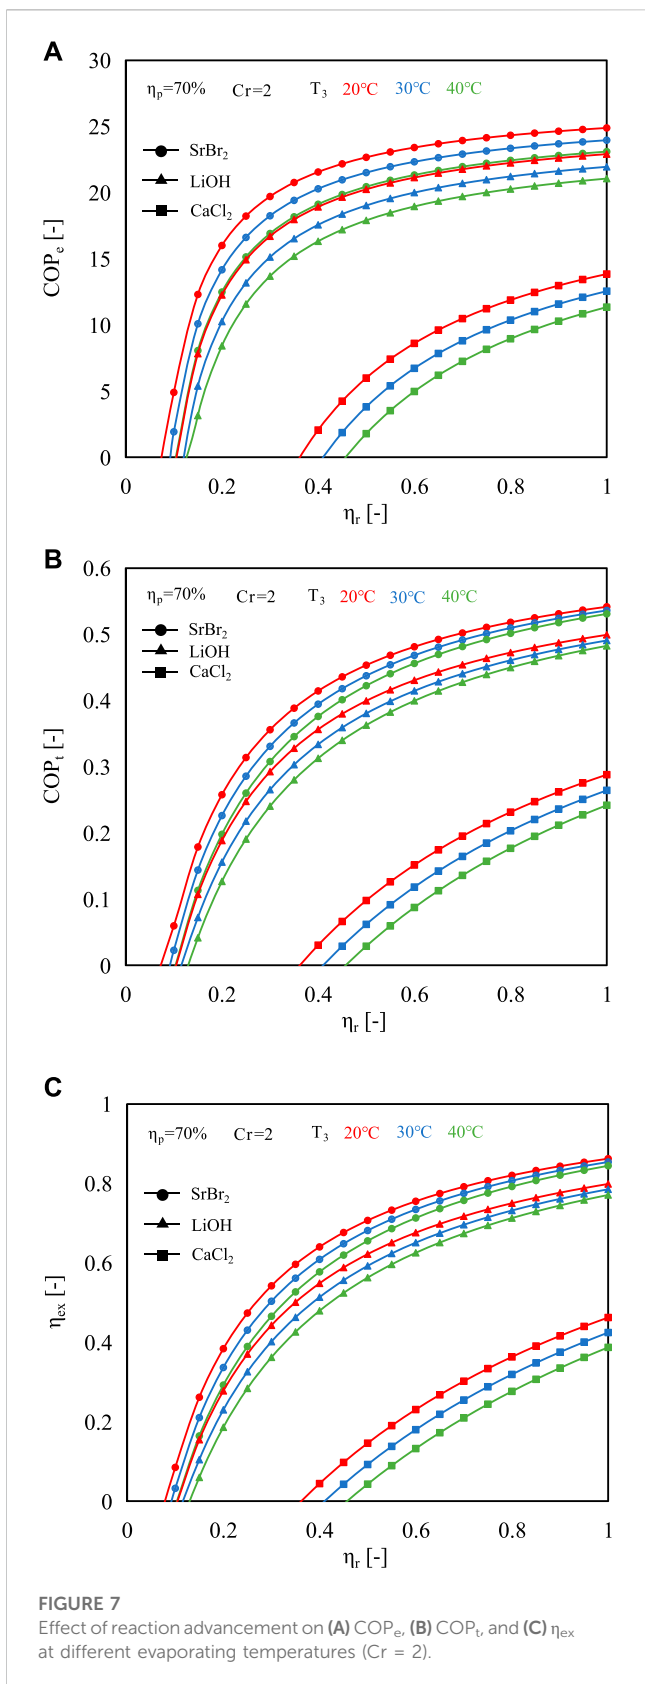 A
30
25
20
15
10
5
0
COPₑ [-]
ηₚ=70% Cr=2 T₃ 20℃ 30℃ 40℃
SrBr₂
LiOH
CaCl₂
0 0.2 0.4 0.6 0.8 1
ηᵣ [-]
B
0.6
0.5
0.4
0.3
0.2
0.1
0
COPₜ [-]
ηₚ=70% Cr=2 T₃ 20℃ 30℃ 40℃
SrBr₂
LiOH
CaCl₂
0 0.2 0.4 0.6 0.8 1
ηᵣ [-]
C
1
0.8
0.6
0.4
0.2
0
ηₑₓ [-]
ηₚ=70% Cr=2 T₃ 20℃ 30℃ 40℃
SrBr₂
LiOH
CaCl₂
0 0.2 0.4 0.6 0.8 1
ηᵣ [-]
FIGURE 7
Effect of reaction advancement on (A) COPₑ, (B) COPₜ, and (C) ηₑₓ
at different evaporating temperatures (Cr = 2).